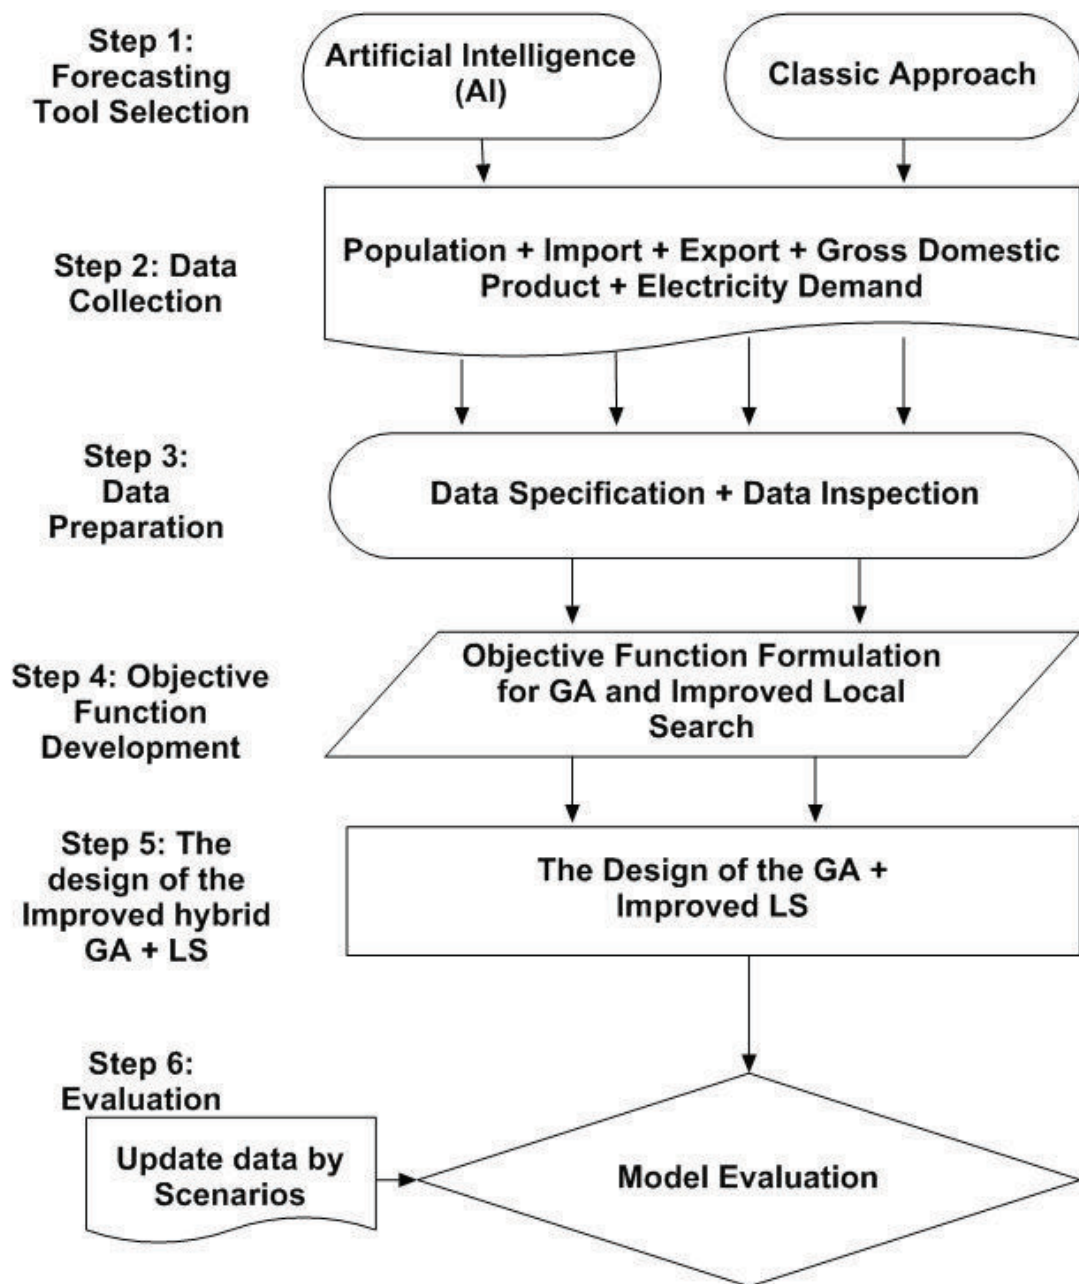 Step 1:
Forecasting
Tool Selection
Artificial Intelligence
(AI)
Classic Approach
Step 2: Data
Collection
Population + Import + Export + Gross Domestic
Product + Electricity Demand
Step 3:
Data
Preparation
Data Specification + Data Inspection
Step 4: Objective
Function
Development
Objective Function Formulation
for GA and Improved Local
Search
Step 5: The
design of the
Improved hybrid
GA + LS
The Design of the GA +
Improved LS
Step 6:
Evaluation
Update data by
Scenarios
Model Evaluation